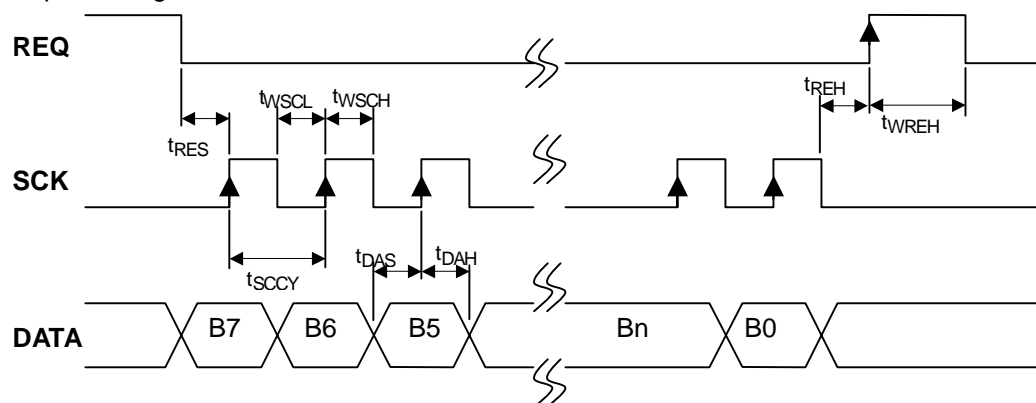 REQ
tREH
tWSCL
tWSCH
tWREH
tRES
SCK
tDAS
tDAH
tSCCY
B7
B6
B5
Bn
B0
DATA